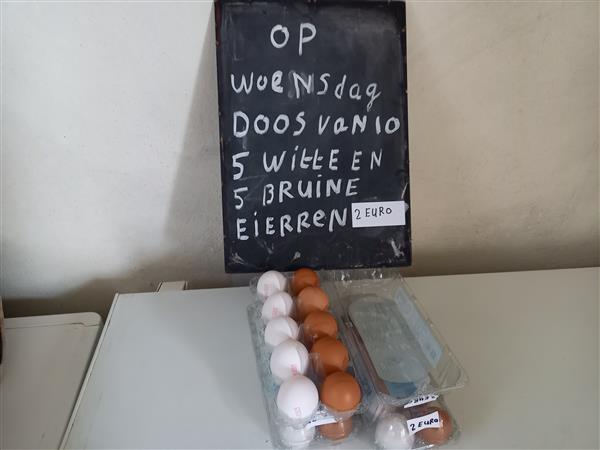 OP
WOENSdag
DOOS VaN 10
5 WittE EN
5 BRUINE
EiERREN 2 EURO
2 EURO